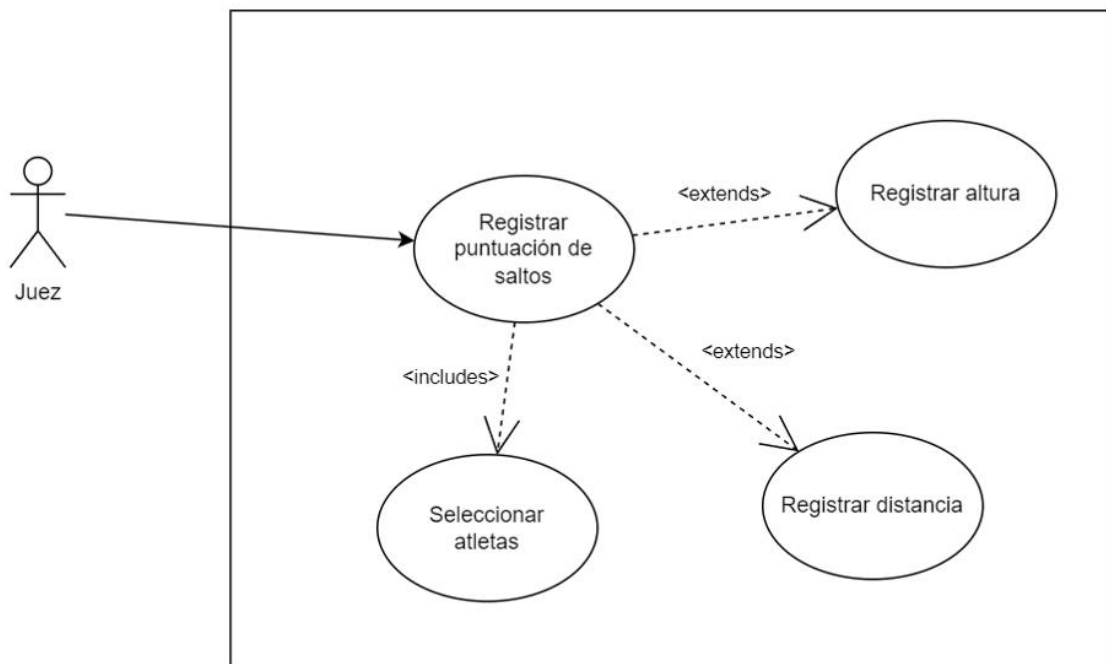 Juez
Registrar
puntuación de
saltos
<extends>
Registrar altura
<extends>
Registrar distancia
<includes>
Seleccionar
atletas